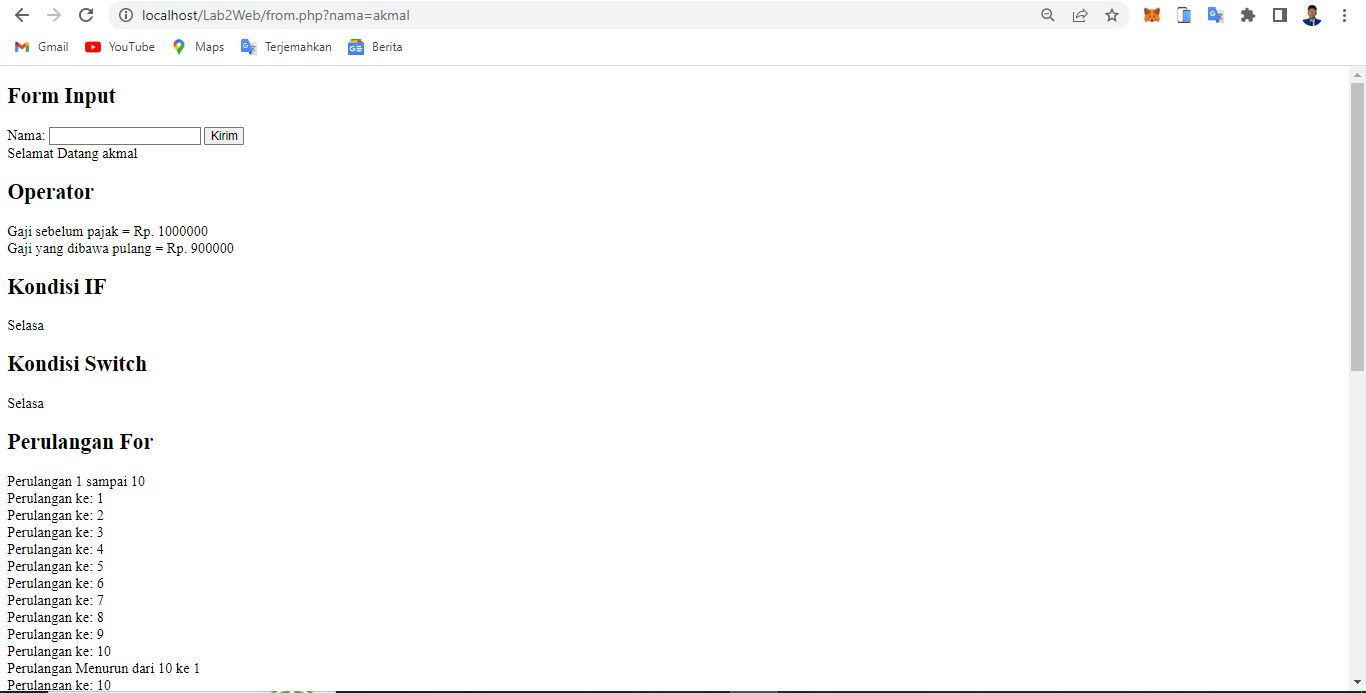 localhost/Lab2Web/from.php?nama=akmal
Gmail YouTube Maps Terjemahkan Berita
Form Input
Nama: Kirim
Selamat Datang akmal
Operator
Gaji sebelum pajak = Rp. 1000000
Gaji yang dibawa pulang = Rp. 900000
Kondisi IF
Selasa
Kondisi Switch
Selasa
Perulangan For
Perulangan 1 sampai 10
Perulangan ke: 1
Perulangan ke: 2
Perulangan ke: 3
Perulangan ke: 4
Perulangan ke: 5
Perulangan ke: 6
Perulangan ke: 7
Perulangan ke: 8
Perulangan ke: 9
Perulangan ke: 10
Perulangan Menurun dari 10 ke 1
Perulangan ke: 10